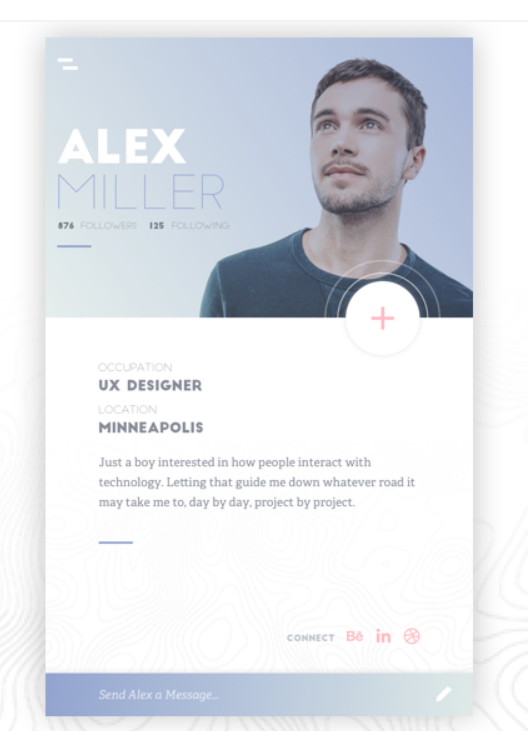 ALEX
MILLER
876 FOLLOWERS 125 FOLLOWING
OCCUPATION
UX DESIGNER
LOCATION
MINNEAPOLIS
Just a boy interested in how people interact with
technology. Letting that guide me down whatever road it
may take me to, day by day, project by project.
CONNECT Bē in
Send Alex a Message...